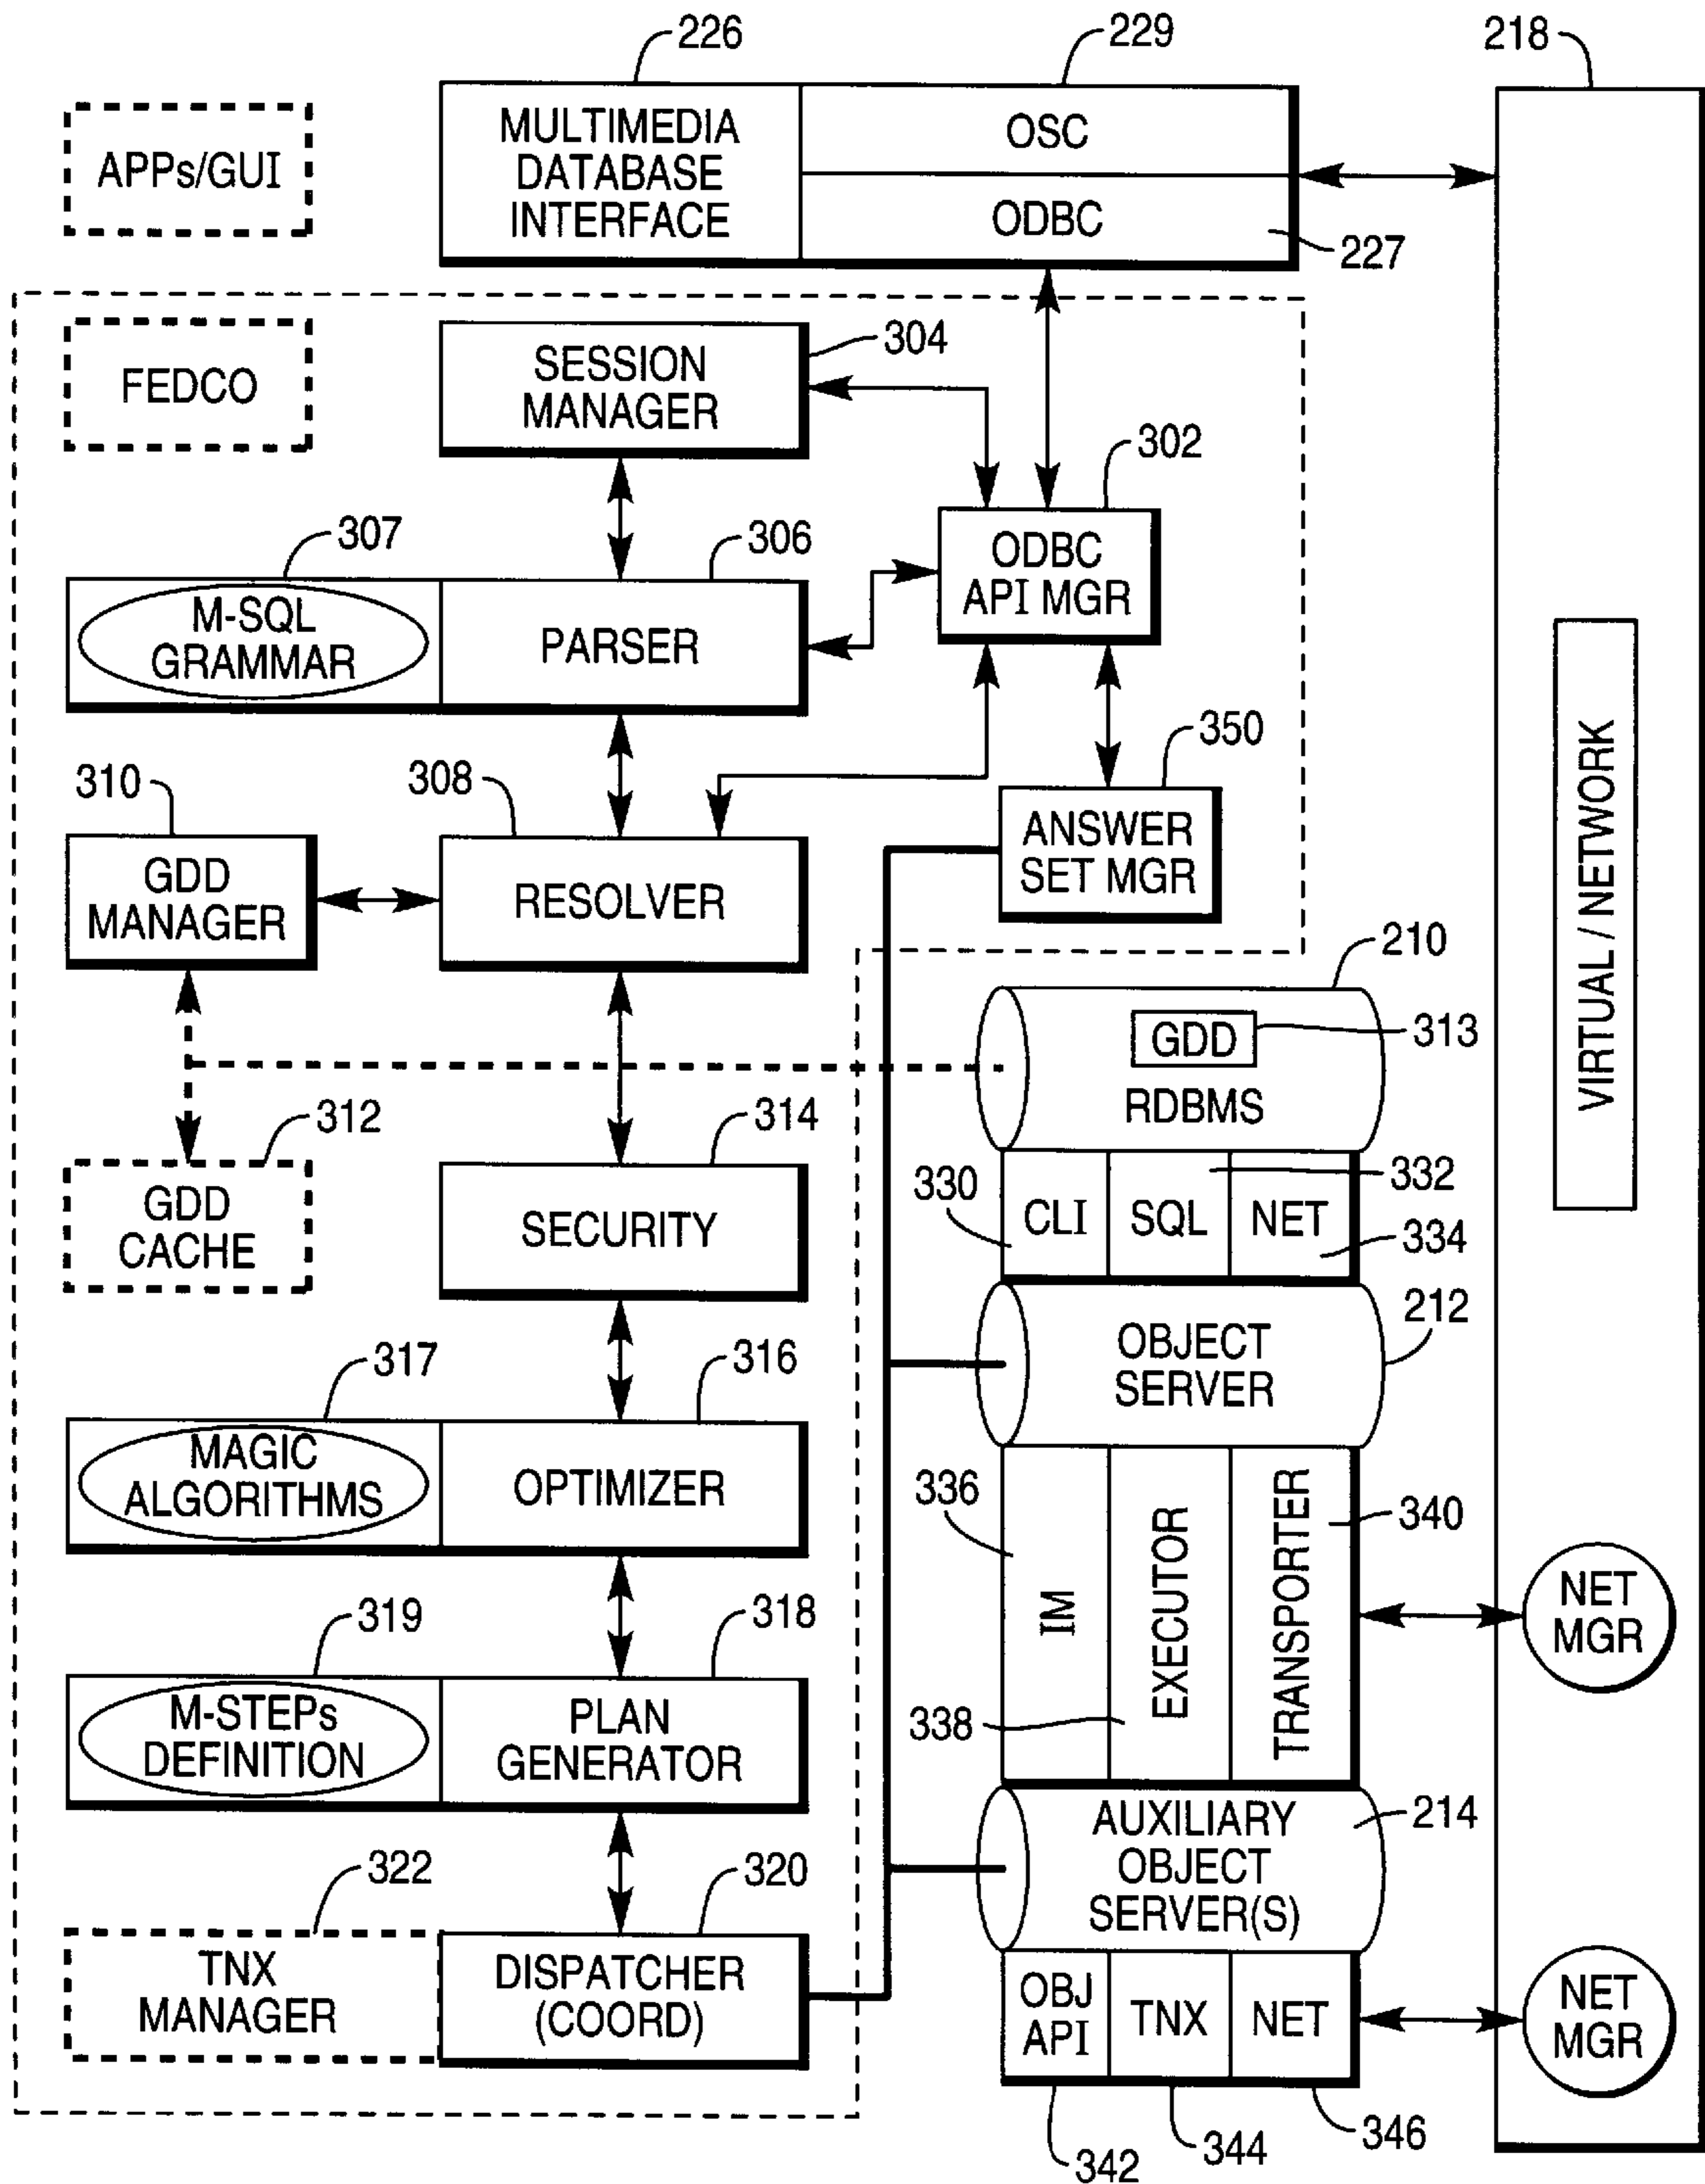 226
229
218
APPs/GUI
MULTIMEDIA
DATABASE
INTERFACE
OSC
ODBC
227
FEDCO
SESSION
MANAGER
304
302
ODBC
API MGR
307
306
M-SQL
GRAMMAR
PARSER
350
ANSWER
SET MGR
310
308
GDD
MANAGER
RESOLVER
VIRTUAL / NETWORK
210
GDD
313
RDBMS
312
314
GDD
CACHE
SECURITY
330
CLI
SQL
NET
332
334
212
OBJECT
SERVER
317
316
MAGIC
ALGORITHMS
OPTIMIZER
336
IM
EXECUTOR
TRANSPORTER
340
338
NET
MGR
319
318
M-STEPs
DEFINITION
PLAN
GENERATOR
AUXILIARY
OBJECT
SERVER(S)
214
322
320
TNX
MANAGER
DISPATCHER
(COORD)
OBJ
API
TNX
NET
NET
MGR
342
344
346